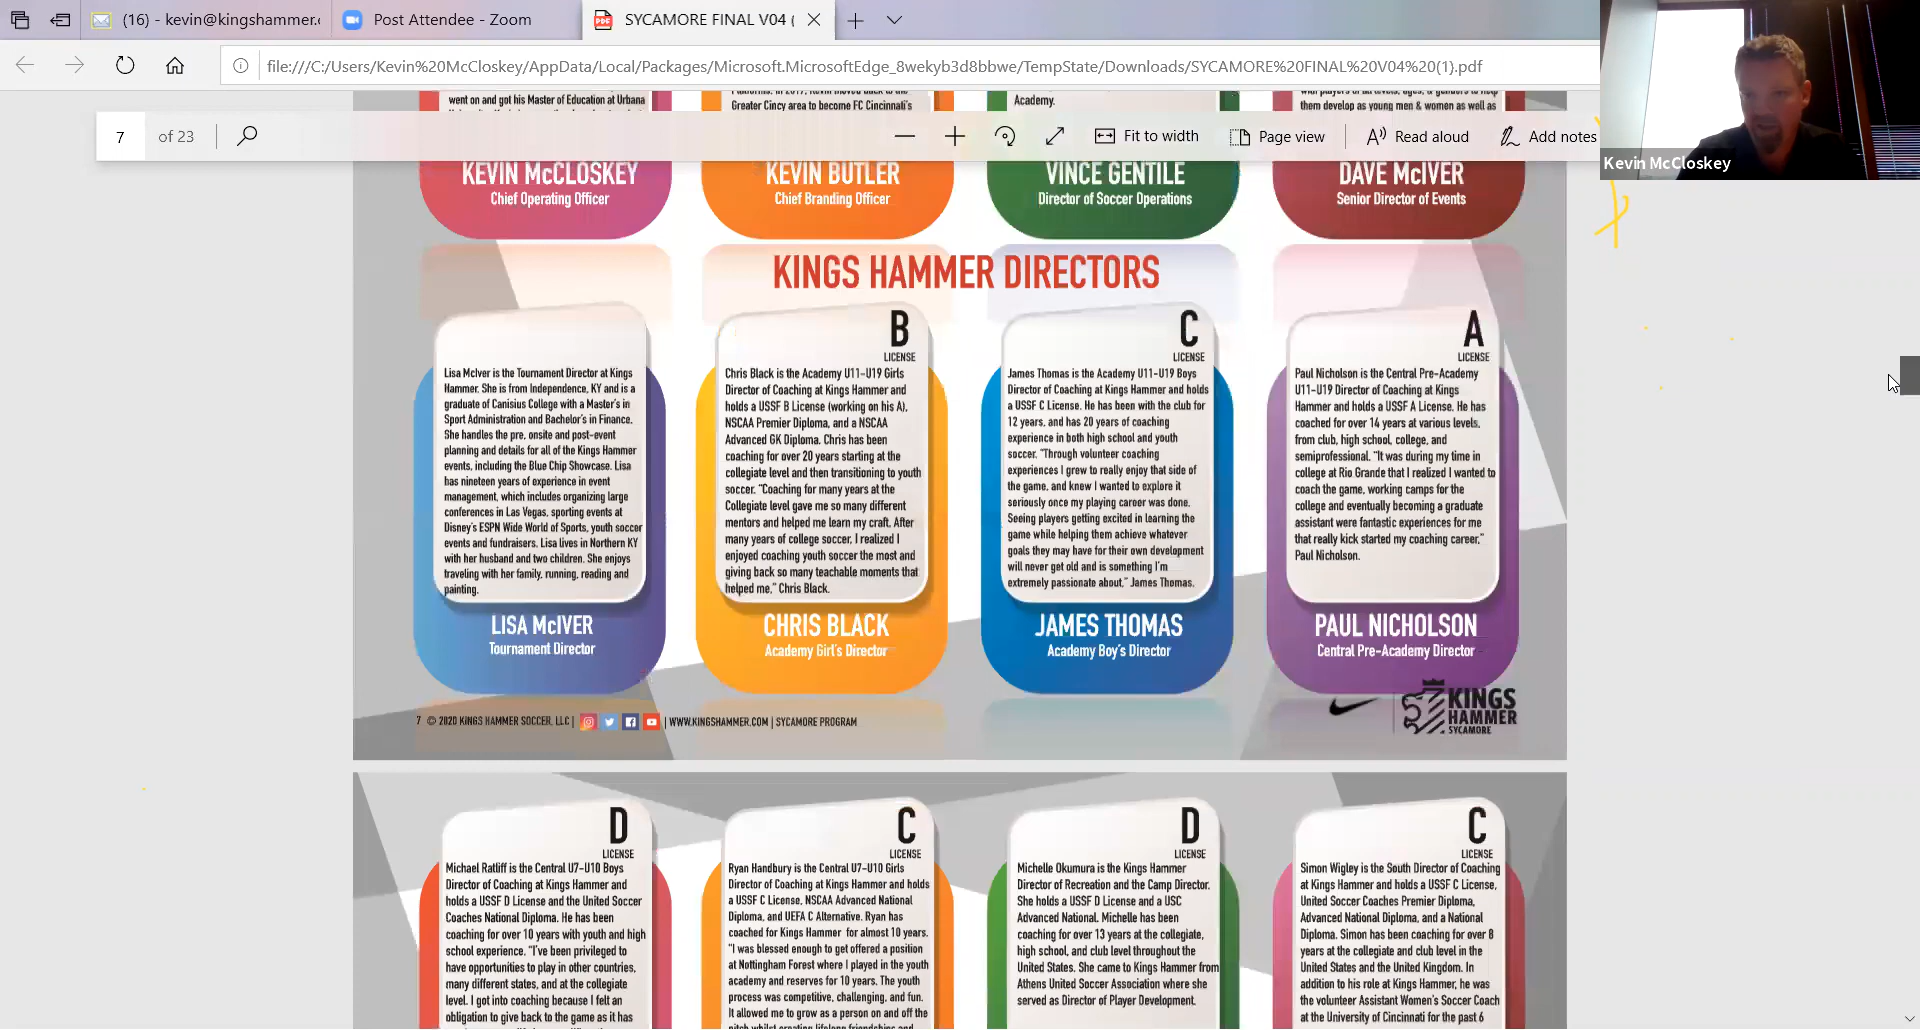 (16) - kevin@kingshammer.c
Post Attendee - Zoom
SYCAMORE FINAL V04 (
file:///C:/Users/Kevin%20McCloskey/AppData/Local/Packages/Microsoft.MicrosoftEdge_8wekyb3d8bbwe/TempState/Downloads/SYCAMORE%20FINAL%20V04%20(1).pdf
Kevin McCloskey
went on and got his Master of Education at Urbana
Greater Cincy area to become FC Cincinnati's
Academy.
them develop as young men & women as well as
7 of 23
Fit to width
Page view
Read aloud
Add notes
KEVIN McCLOSKEY
Chief Operating Officer
KEVIN BUTLER
Chief Branding Officer
VINCE GENTILE
Director of Soccer Operations
DAVE McIVER
Senior Director of Events
KINGS HAMMER DIRECTORS
Lisa McIver is the Tournament Director at Kings
Hammer. She is from Independence, KY and is a
graduate of Canisius College with a Master's in
Sport Administration and Bachelor's in Finance.
She handles the pre, onsite and post-event
planning and details for all of the Kings Hammer
events, including the Blue Chip Showcase. Lisa
has nineteen years of experience in event
management, which includes organizing large
conferences in Las Vegas, sporting events at
Disney's ESPN Wide World of Sports, youth soccer
events and fundraisers. Lisa lives in Northern KY
with her husband and two children. She enjoys
traveling with her family, running, reading and
painting.
LISA McIVER
Tournament Director
B
LICENSE
Chris Black is the Academy U11-U19 Girls
Director of Coaching at Kings Hammer and
holds a USSF B License (working on his A),
NSCAA Premier Diploma, and a NSCAA
Advanced GK Diploma. Chris has been
coaching for over 20 years starting at the
collegiate level and then transitioning to youth
soccer. "Coaching for many years at the
Collegiate level gave me so many different
mentors and helped me learn my craft. After
many years of college soccer, I realized I
enjoyed coaching youth soccer the most and
giving back so many teachable moments that
helped me," Chris Black.
CHRIS BLACK
Academy Girl's Director
C
LICENSE
James Thomas is the Academy U11-U19 Boys
Director of Coaching at Kings Hammer and holds
a USSF C License. He has been with the club for
12 years, and has 20 years of coaching
experience in both high school and youth
soccer. "Through volunteer coaching
experiences I grew to really enjoy that side of
the game, and knew I wanted to explore it
seriously once my playing career was done.
Seeing players getting excited in learning the
game while helping them achieve whatever
goals they may have for their own development
will never get old and is something I'm
extremely passionate about," James Thomas.
JAMES THOMAS
Academy Boy's Director
A
LICENSE
Paul Nicholson is the Central Pre-Academy
U11-U19 Director of Coaching at Kings
Hammer and holds a USSF A License. He has
coached for over 14 years at various levels,
from club, high school, college, and
semiprofessional. "It was during my time in
college at Rio Grande that I realized I wanted to
coach the game, working camps for the
college and eventually becoming a graduate
assistant were fantastic experiences for me
that really kick started my coaching career,"
Paul Nicholson.
PAUL NICHOLSON
Central Pre-Academy Director
7 © 2020 KINGS HAMMER SOCCER, LLC | | WWW.KINGSHAMMER.COM | SYCAMORE PROGRAM
KINGS
HAMMER
SYCAMORE
D
LICENSE
Michael Ratliff is the Central U7-U10 Boys
Director of Coaching at Kings Hammer and
holds a USSF D License and the United Soccer
Coaches National Diploma. He has been
coaching for over 10 years with youth and high
school experience. "I've been privileged to
have opportunities to play in other countries,
many different states, and at the collegiate
level. I got into coaching because I felt an
obligation to give back to the game as it has
C
LICENSE
Ryan Handbury is the Central U7-U10 Girls
Director of Coaching at Kings Hammer and holds
a USSF C License, NSCAA Advanced National
Diploma, and UEFA C Alternative. Ryan has
coached for Kings Hammer for almost 10 years.
"I was blessed enough to get offered a position
at Nottingham Forest where I played in the youth
academy and reserves for 10 years. The youth
process was competitive, challenging, and fun.
It allowed me to grow as a person on and off the
D
LICENSE
Michelle Okumura is the Kings Hammer
Director of Recreation and the Camp Director.
She holds a USSF D License and a USC
Advanced National. Michelle has been
coaching for over 13 years at the collegiate,
high school, and club level throughout the
United States. She came to Kings Hammer from
Athens United Soccer Association where she
served as Director of Player Development.
C
LICENSE
Simon Wigley is the South Director of Coaching
at Kings Hammer and holds a USSF C License,
United Soccer Coaches Premier Diploma,
Advanced National Diploma, and a National
Diploma. Simon has been coaching for over 8
years at the collegiate and club level in the
United States and the United Kingdom. In
addition to his role at Kings Hammer, he was
the volunteer Assistant Women's Soccer Coach
at the University of Cincinnati for the past 6